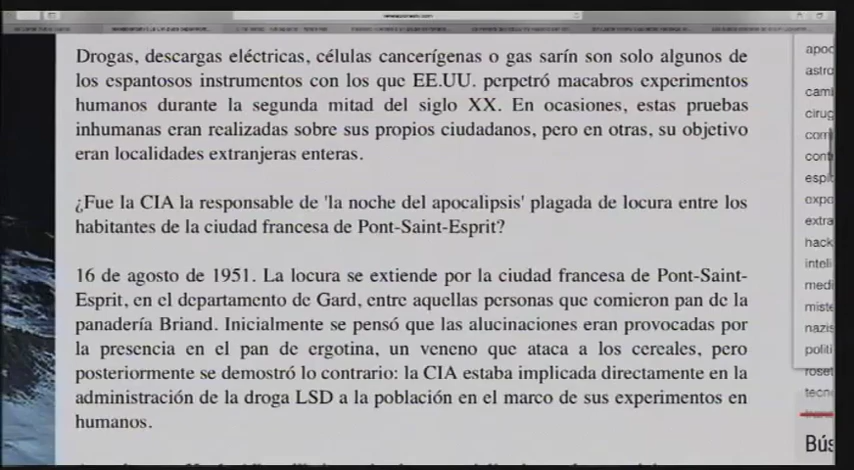 Drogas, descargas eléctricas, células cancerígenas o gas sarín son solo algunos de
los espantosos instrumentos con los que EE.UU. perpetró macabros experimentos
humanos durante la segunda mitad del siglo XX. En ocasiones, estas pruebas
inhumanas eran realizadas sobre sus propios ciudadanos, pero en otras, su objetivo
eran localidades extranjeras enteras.
¿Fue la CIA la responsable de 'la noche del apocalipsis' plagada de locura entre los
habitantes de la ciudad francesa de Pont-Saint-Esprit?
16 de agosto de 1951. La locura se extiende por la ciudad francesa de Pont-Saint-
Esprit, en el departamento de Gard, entre aquellas personas que comieron pan de la
panadería Briand. Inicialmente se pensó que las alucinaciones eran provocadas por
la presencia en el pan de ergotina, un veneno que ataca a los cereales, pero
posteriormente se demostró lo contrario: la CIA estaba implicada directamente en la
administración de la droga LSD a la población en el marco de sus experimentos en
humanos.
apoc
astro
cam
cirug
cont
espi
expo
extra
hack
inteli
medi
miste
nazis
politi
roset
tecn
Bús